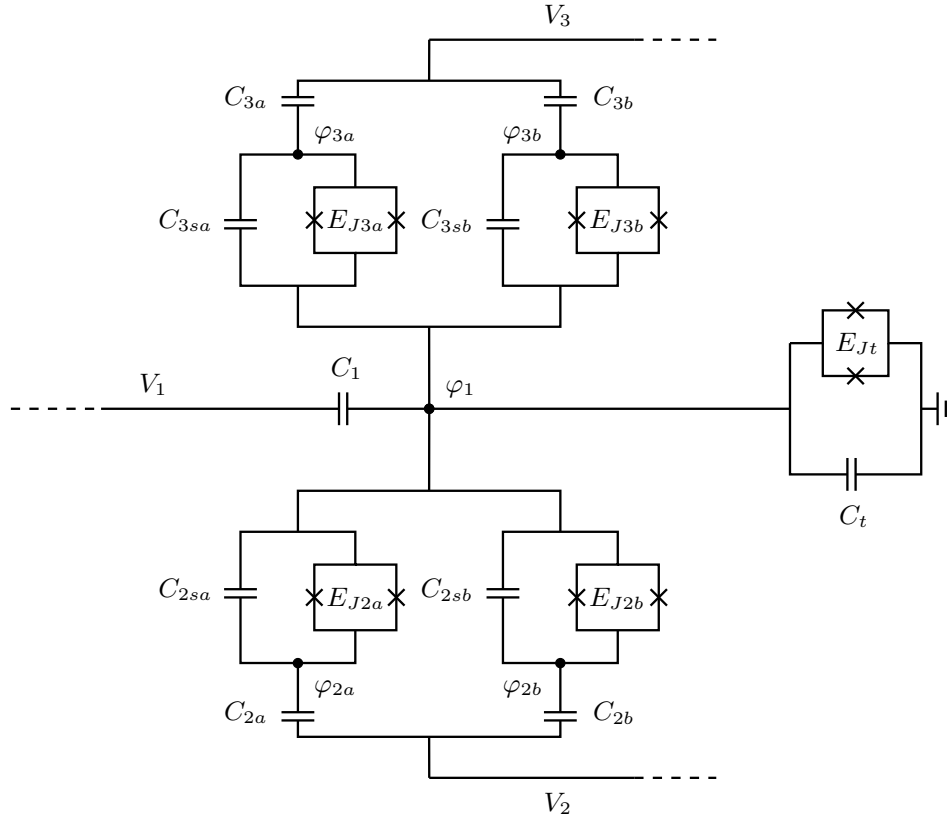 V_3
C_{3a}
C_{3b}
φ_{3a}
φ_{3b}
C_{3sa}
E_{J3a}
C_{3sb}
E_{J3b}
E_{Jt}
V_1
C_1
φ_1
C_t
C_{2sa}
E_{J2a}
C_{2sb}
E_{J2b}
φ_{2a}
φ_{2b}
C_{2a}
C_{2b}
V_2